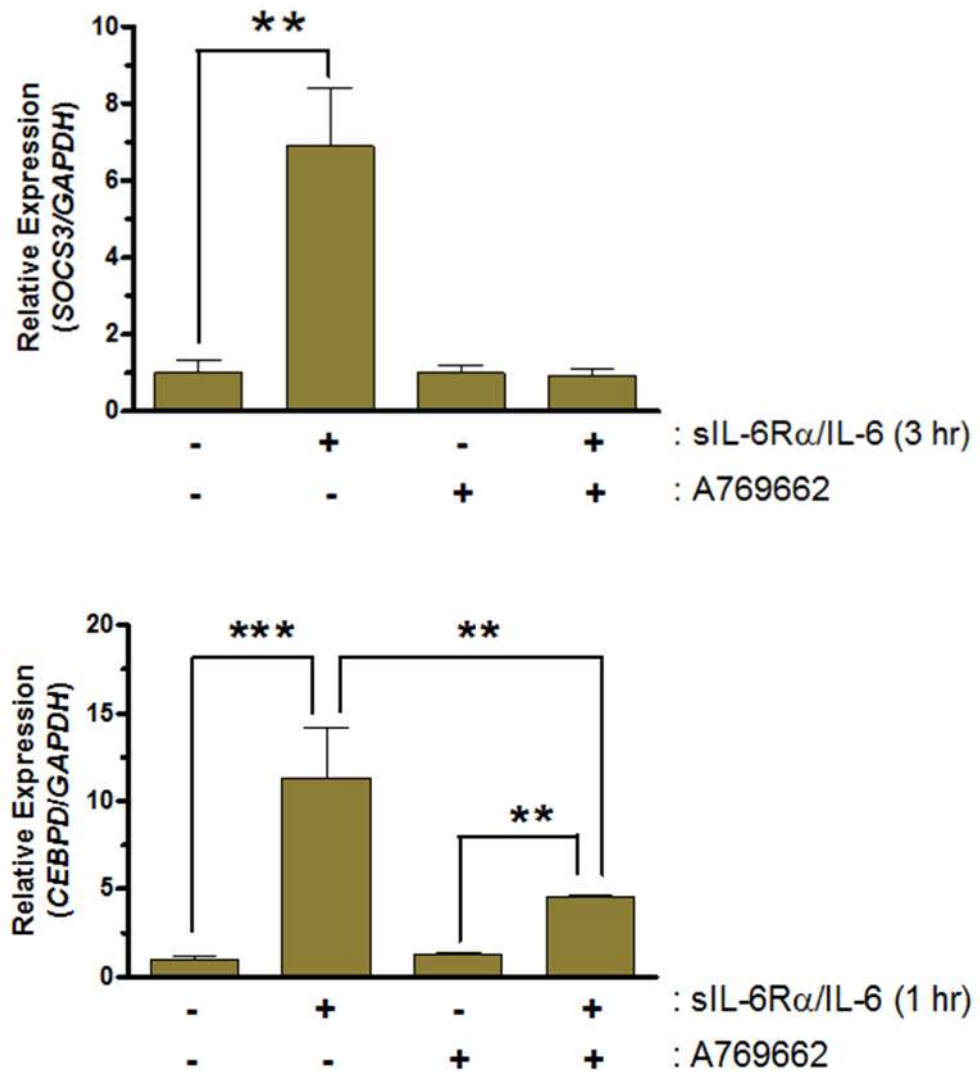 10
**
8
6
4
2
0
Relative Expression
(SOCS3/GAPDH)
- + - + : sIL-6Rα/IL-6 (3 hr)
- - + + : A769662
20
*** **
15
10
**
5
0
Relative Expression
(CEBPD/GAPDH)
- + - + : sIL-6Rα/IL-6 (1 hr)
- - + + : A769662